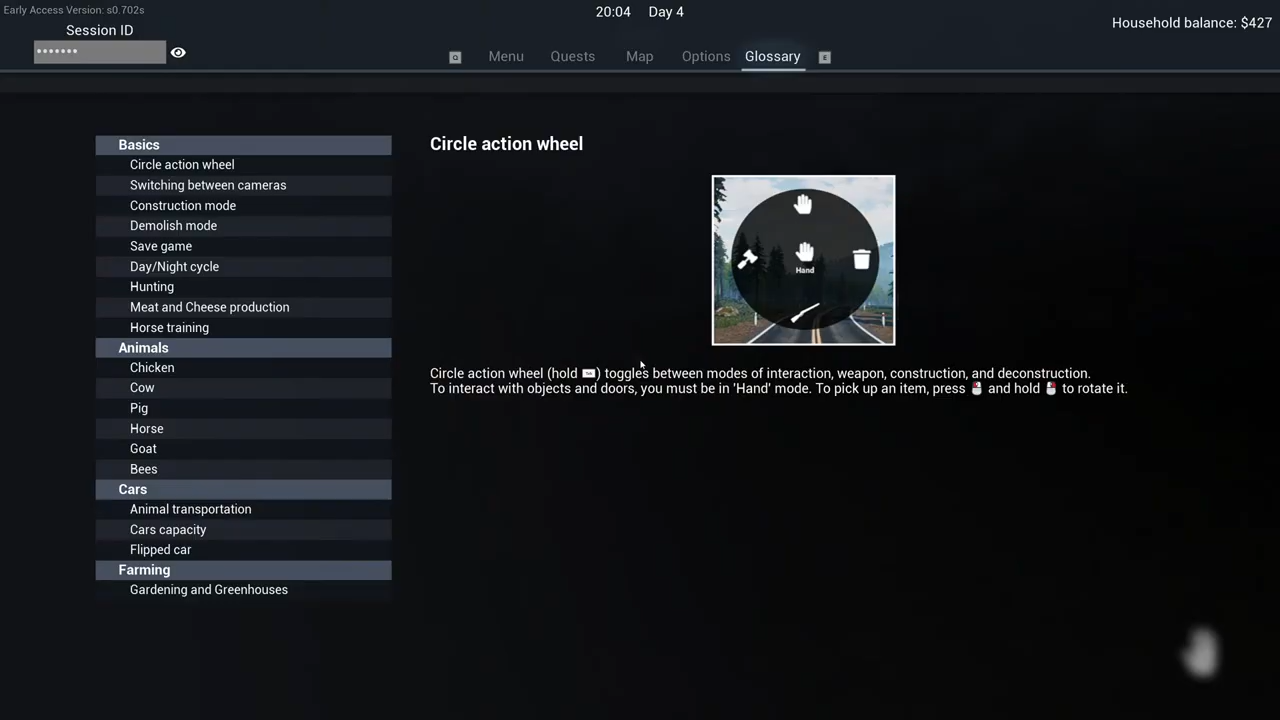 Early Access Version: s0.702s
20:04 Day 4
Household balance: $427
Session ID
•••••••
Q Menu Quests Map Options Glossary E
Basics
Circle action wheel
Switching between cameras
Construction mode
Demolish mode
Save game
Day/Night cycle
Hunting
Meat and Cheese production
Horse training
Animals
Chicken
Cow
Pig
Horse
Goat
Bees
Cars
Animal transportation
Cars capacity
Flipped car
Farming
Gardening and Greenhouses
Circle action wheel
Hand
Circle action wheel (hold ) toggles between modes of interaction, weapon, construction, and deconstruction.
To interact with objects and doors, you must be in 'Hand' mode. To pick up an item, press and hold to rotate it.